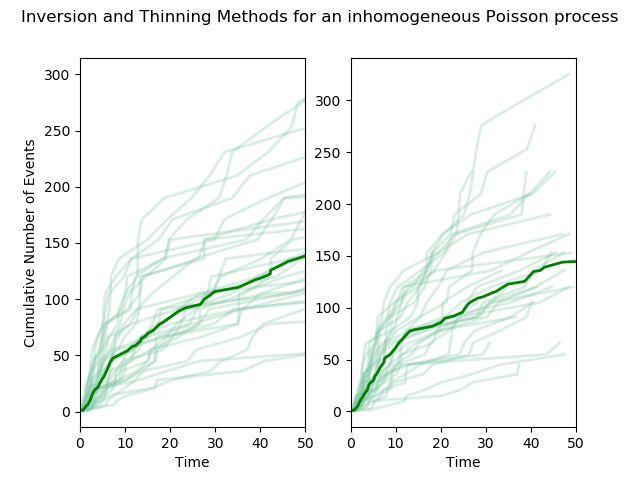 Inversion and Thinning Methods for an inhomogeneous Poisson process
300
250
200
150
100
50
0
Cumulative Number of Events
0 10 20 30 40 50
Time
300
250
200
150
100
50
0
0 10 20 30 40 50
Time